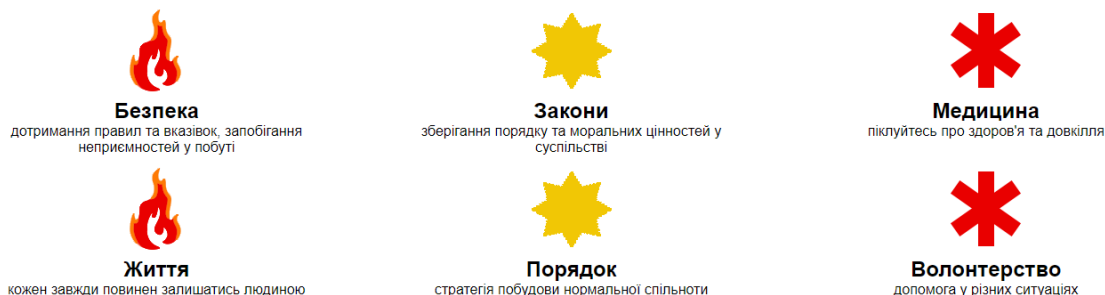 Безпека
дотримання правил та вказівок, запобігання
неприємностей у побуті
Закони
зберігання порядку та моральних цінностей у
суспільстві
Медицина
піклуйтесь про здоров'я та довкілля
Життя
кожен завжди повинен залишатись людиною
Порядок
стратегія побудови нормальної спільноти
Волонтерство
допомога у різних ситуаціях